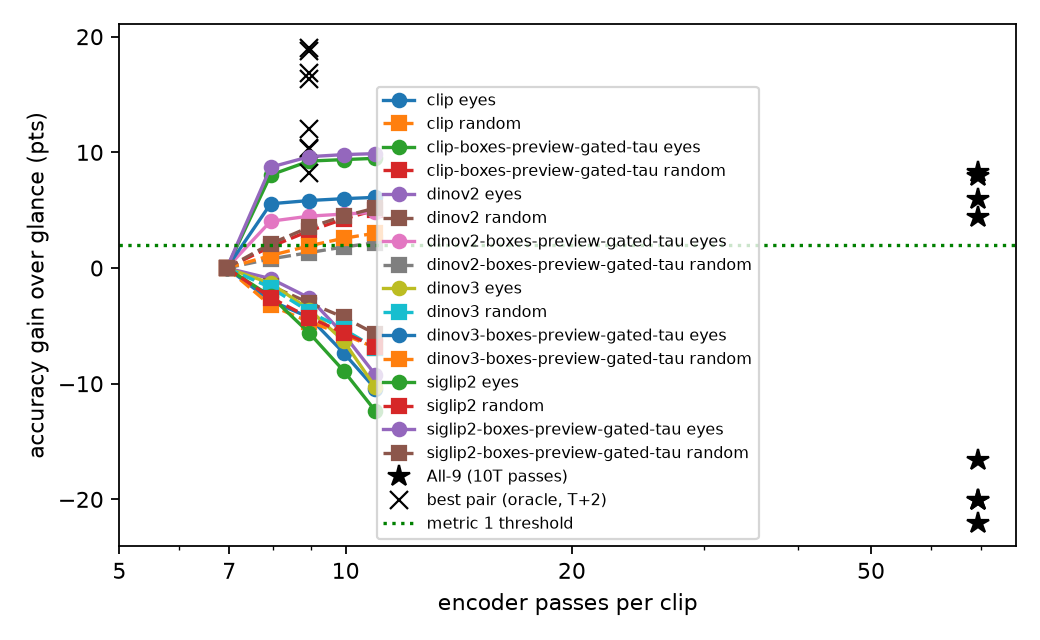 20
10
0
−10
−20
accuracy gain over glance (pts)
clip eyes
clip random
clip-boxes-preview-gated-tau eyes
clip-boxes-preview-gated-tau random
dinov2 eyes
dinov2 random
dinov2-boxes-preview-gated-tau eyes
dinov2-boxes-preview-gated-tau random
dinov3 eyes
dinov3 random
dinov3-boxes-preview-gated-tau eyes
dinov3-boxes-preview-gated-tau random
siglip2 eyes
siglip2 random
siglip2-boxes-preview-gated-tau eyes
siglip2-boxes-preview-gated-tau random
All-9 (10T passes)
best pair (oracle, T+2)
metric 1 threshold
5 7 10 20 50
encoder passes per clip